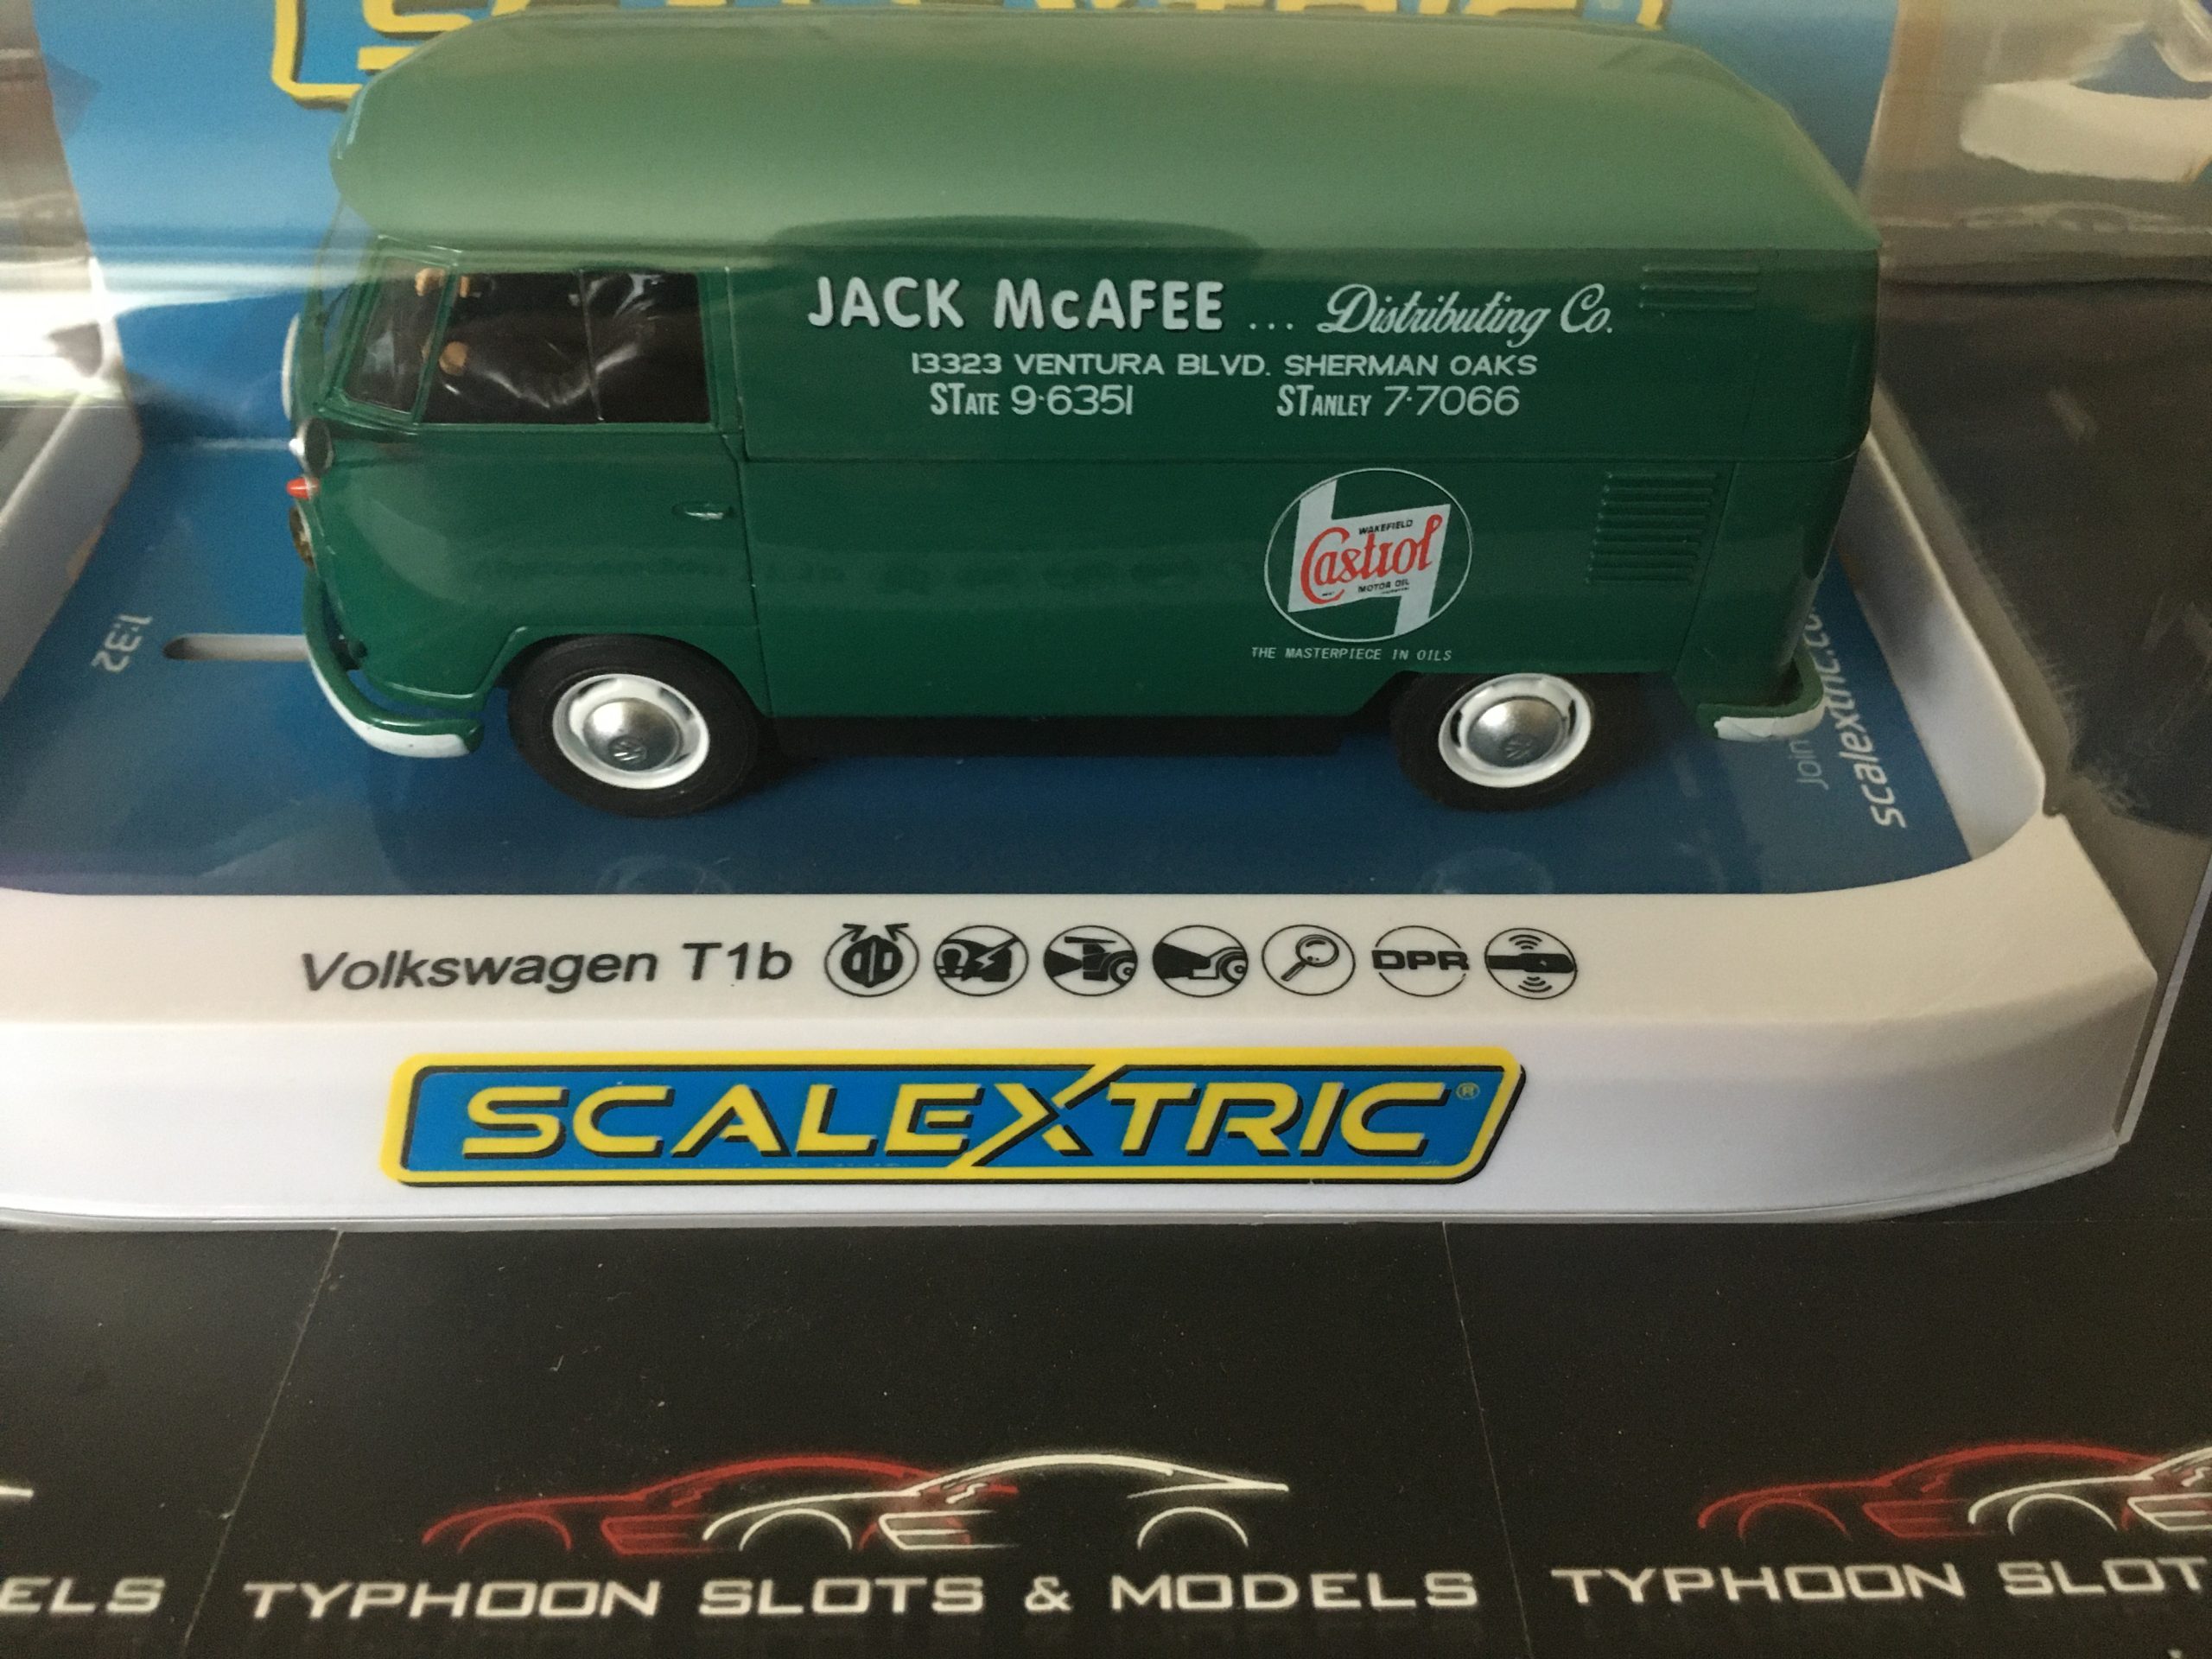 JACK McAFEE ... Distributing Co.
13323 VENTURA BLVD. SHERMAN OAKS
STATE 9·6351 STANLEY 7·7066
WAKEFIELD
Castrol
MOTOR OIL
THE MASTERPIECE IN OILS
1:32
Join
scalextric.co
Volkswagen T1b
DPR
SCALEXTRIC®
ELS TYPHOON SLOTS & MODELS TYPHOON SLOT